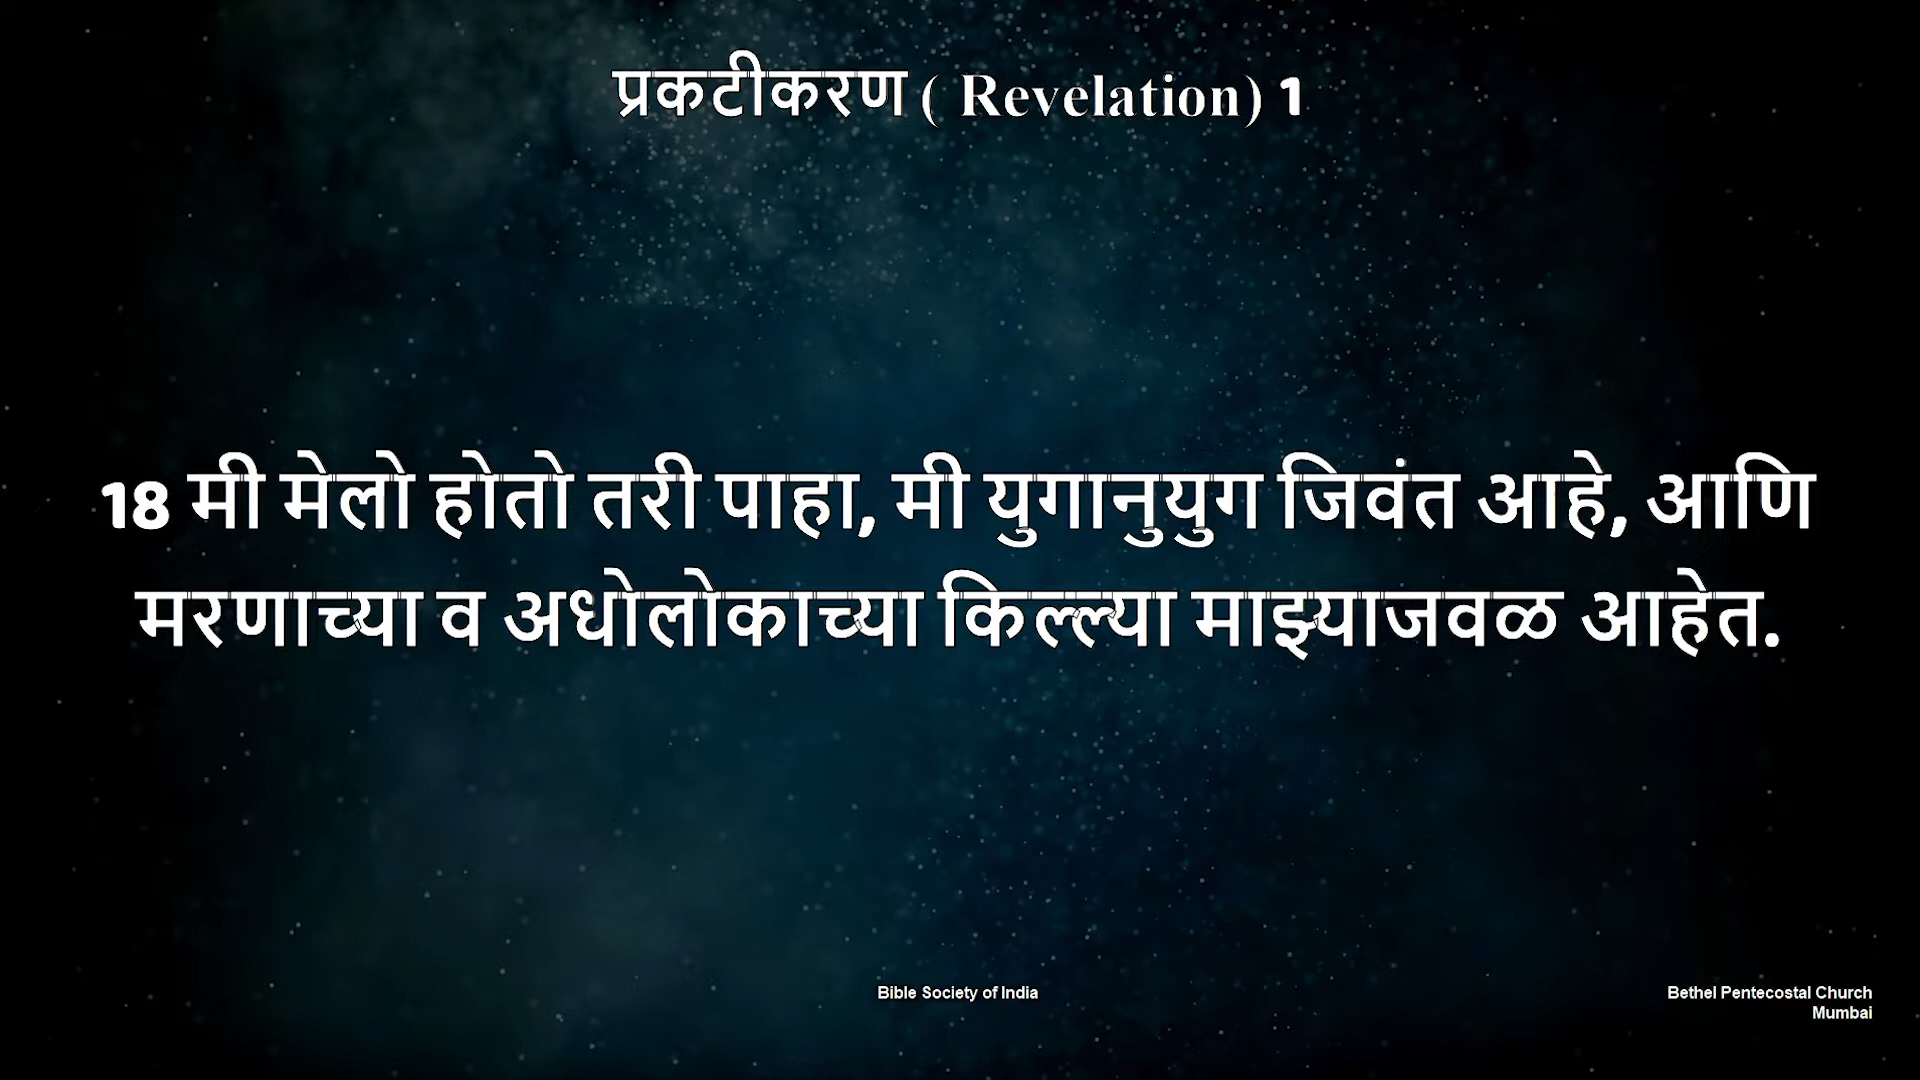 प्रकटीकरण ( Revelation) 1
18 मी मेलो होतो तरी पाहा, मी युगानुयुग जिवंत आहे, आणि
मरणाच्या व अधोलोकाच्या किल्ल्या माझ्याजवळ आहेत.
Bible Society of India
Bethel Pentecostal Church
Mumbai